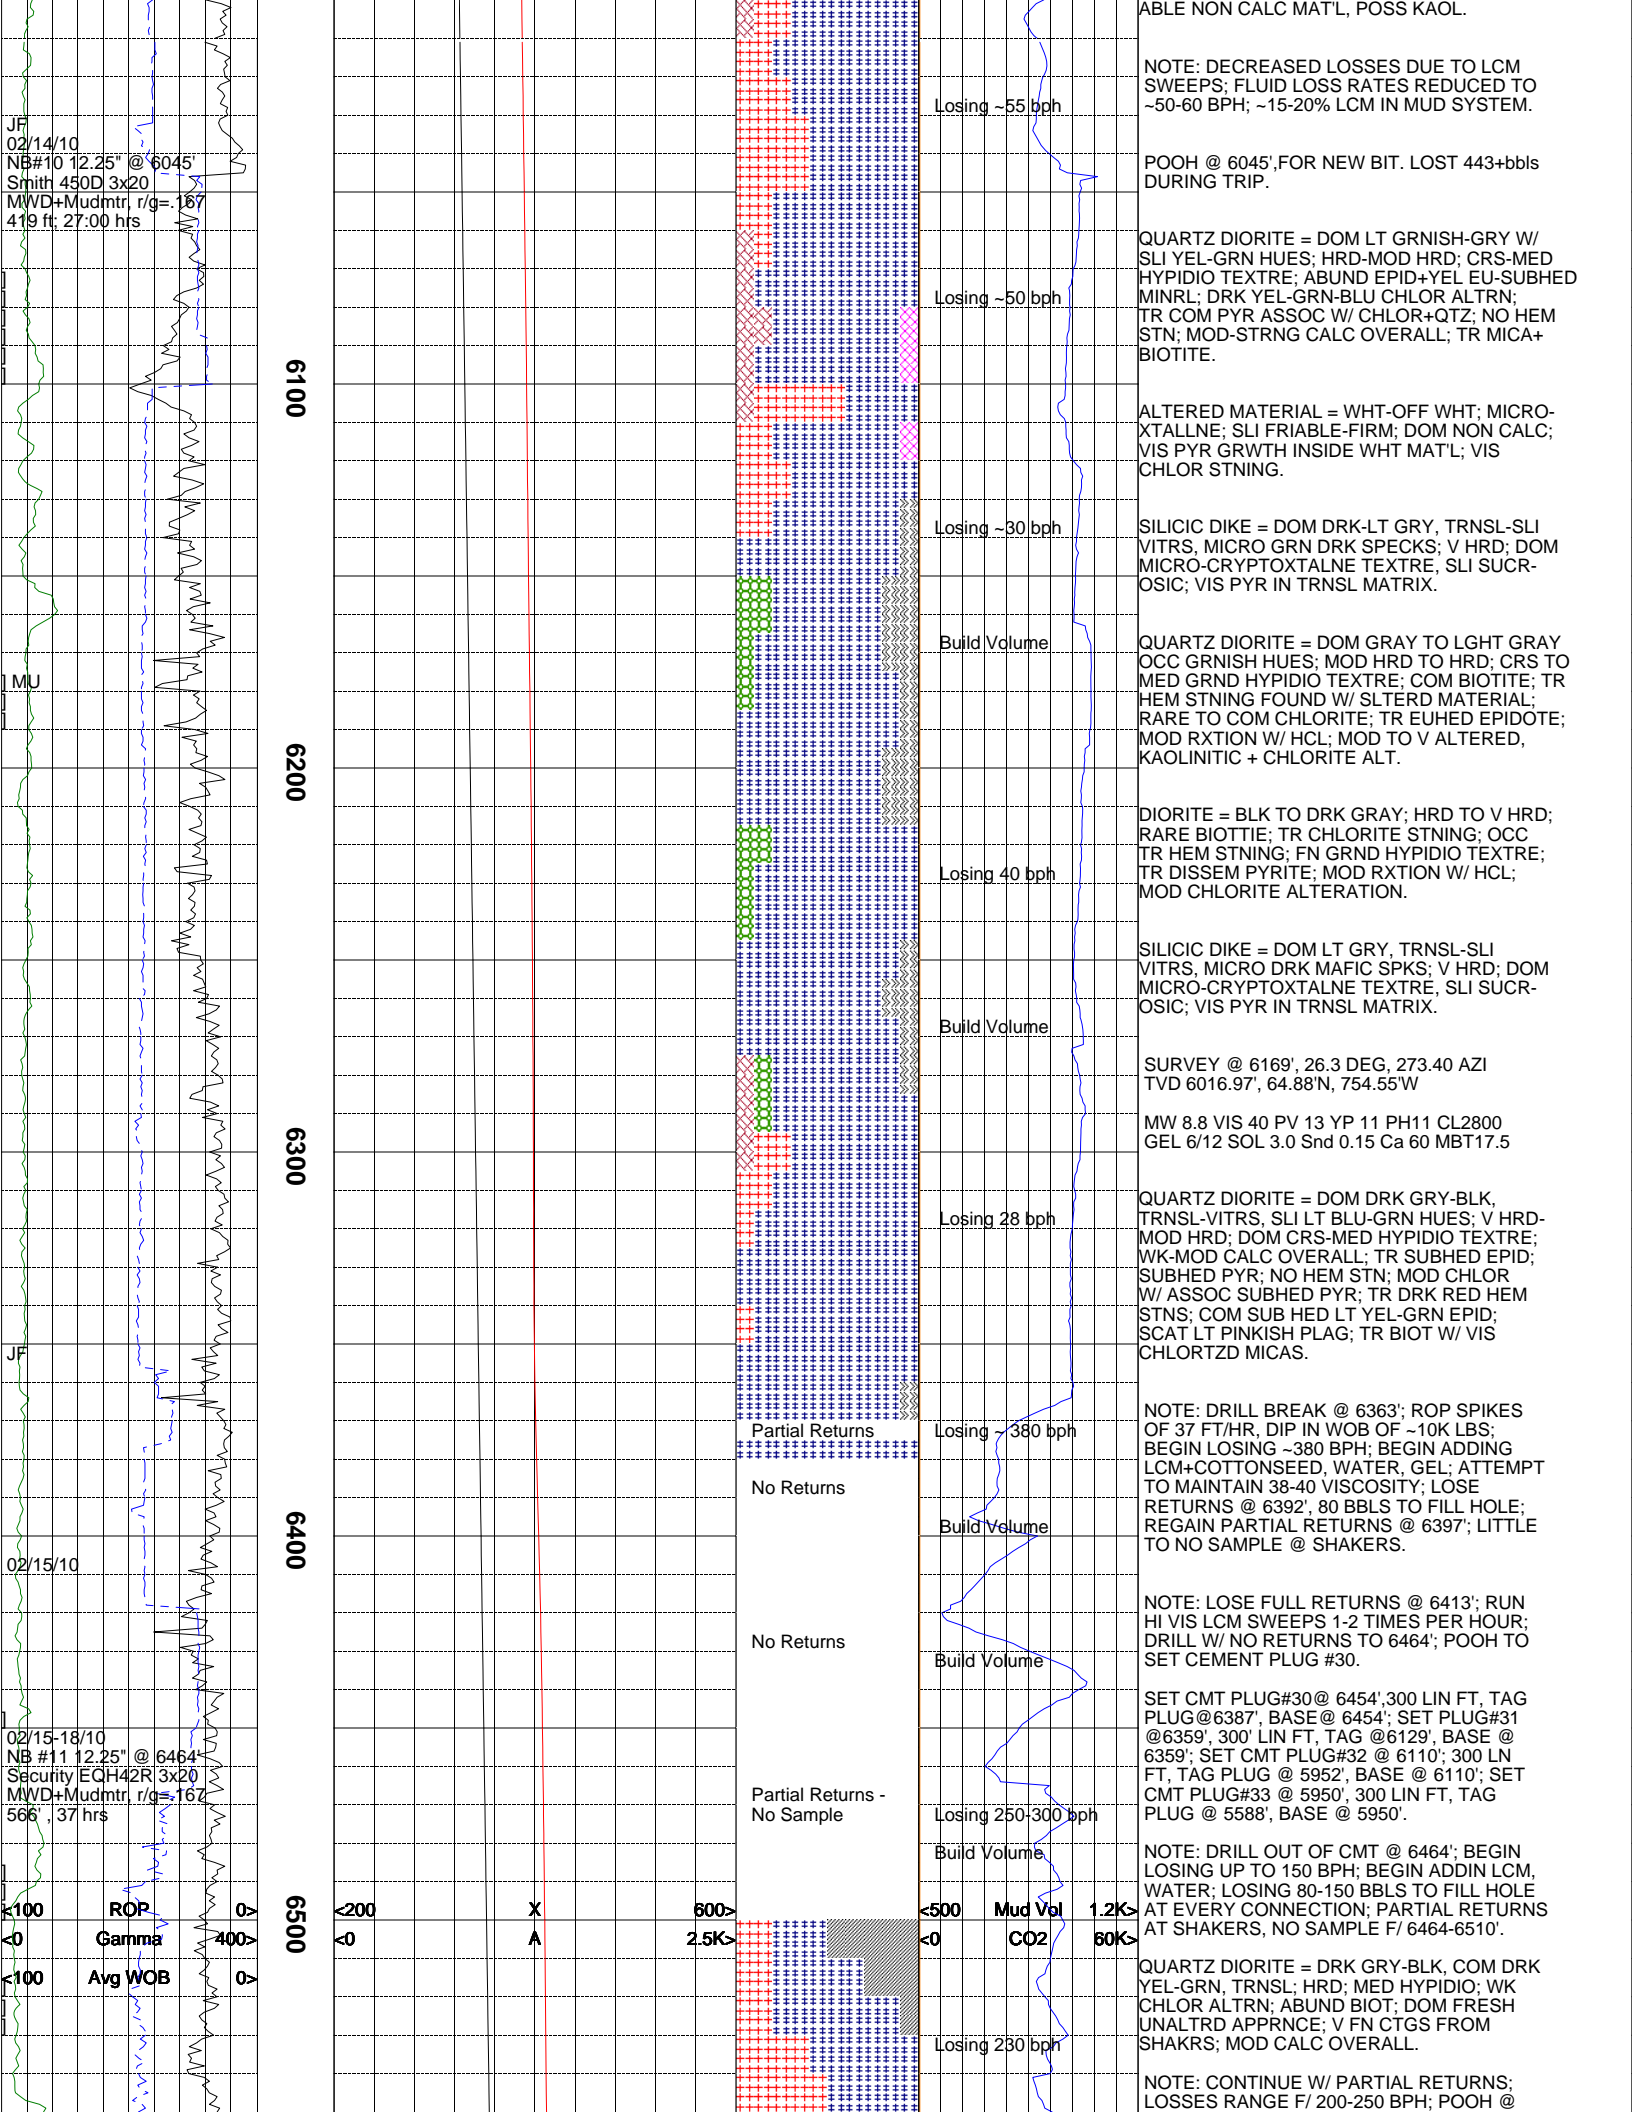 ABLE NON CALC MAT'L, POSS KAOL.
NOTE: DECREASED LOSSES DUE TO LCM
SWEEPS; FLUID LOSS RATES REDUCED TO
~50-60 BPH; ~15-20% LCM IN MUD SYSTEM.
POOH @ 6045',FOR NEW BIT. LOST 443+bbls
DURING TRIP.
QUARTZ DIORITE = DOM LT GRNISH-GRY W/
SLI YEL-GRN HUES; HRD-MOD HRD; CRS-MED
HYPIDIO TEXTRE; ABUND EPID+YEL EU-SUBHED
MINRL; DRK YEL-GRN-BLU CHLOR ALTRN;
TR COM PYR ASSOC W/ CHLOR+QTZ; NO HEM
STN; MOD-STRNG CALC OVERALL; TR MICA+
BIOTITE.
ALTERED MATERIAL = WHT-OFF WHT; MICRO-
XTALLNE; SLI FRIABLE-FIRM; DOM NON CALC;
VIS PYR GRWTH INSIDE WHT MAT'L; VIS
CHLOR STNING.
SILICIC DIKE = DOM DRK-LT GRY, TRNSL-SLI
VITRS, MICRO GRN DRK SPECKS; V HRD; DOM
MICRO-CRYPTOXTALNE TEXTRE, SLI SUCR-
OSIC; VIS PYR IN TRNSL MATRIX.
QUARTZ DIORITE = DOM GRAY TO LGHT GRAY
OCC GRNISH HUES; MOD HRD TO HRD; CRS TO
MED GRND HYPIDIO TEXTRE; COM BIOTITE; TR
HEM STNING FOUND W/ SLTERD MATERIAL;
RARE TO COM CHLORITE; TR EUHED EPIDOTE;
MOD RXTION W/ HCL; MOD TO V ALTERED,
KAOLINITIC + CHLORITE ALT.
DIORITE = BLK TO DRK GRAY; HRD TO V HRD;
RARE BIOTTIE; TR CHLORITE STNING; OCC
TR HEM STNING; FN GRND HYPIDIO TEXTRE;
TR DISSEM PYRITE; MOD RXTION W/ HCL;
MOD CHLORITE ALTERATION.
SILICIC DIKE = DOM LT GRY, TRNSL-SLI
VITRS, MICRO DRK MAFIC SPKS; V HRD; DOM
MICRO-CRYPTOXTALNE TEXTRE, SLI SUCR-
OSIC; VIS PYR IN TRNSL MATRIX.
SURVEY @ 6169', 26.3 DEG, 273.40 AZI
TVD 6016.97', 64.88'N, 754.55'W
MW 8.8 VIS 40 PV 13 YP 11 PH11 CL2800
GEL 6/12 SOL 3.0 Snd 0.15 Ca 60 MBT17.5
QUARTZ DIORITE = DOM DRK GRY-BLK,
TRNSL-VITRS, SLI LT BLU-GRN HUES; V HRD-
MOD HRD; DOM CRS-MED HYPIDIO TEXTRE;
WK-MOD CALC OVERALL; TR SUBHED EPID;
SUBHED PYR; NO HEM STN; MOD CHLOR
W/ ASSOC SUBHED PYR; TR DRK RED HEM
STNS; COM SUB HED LT YEL-GRN EPID;
SCAT LT PINKISH PLAG; TR BIOT W/ VIS
CHLORTZD MICAS.
NOTE: DRILL BREAK @ 6363'; ROP SPIKES
OF 37 FT/HR, DIP IN WOB OF ~10K LBS;
BEGIN LOSING ~380 BPH; BEGIN ADDING
LCM+COTTONSEED, WATER, GEL; ATTEMPT
TO MAINTAIN 38-40 VISCOSITY; LOSE
RETURNS @ 6392', 80 BBLS TO FILL HOLE;
REGAIN PARTIAL RETURNS @ 6397'; LITTLE
TO NO SAMPLE @ SHAKERS.
NOTE: LOSE FULL RETURNS @ 6413'; RUN
HI VIS LCM SWEEPS 1-2 TIMES PER HOUR;
DRILL W/ NO RETURNS TO 6464'; POOH TO
SET CEMENT PLUG #30.
SET CMT PLUG#30@ 6454',300 LIN FT, TAG
PLUG@6387', BASE@ 6454'; SET PLUG#31
@6359', 300' LIN FT, TAG @6129', BASE @
6359'; SET CMT PLUG#32 @ 6110'; 300 LN
FT, TAG PLUG @ 5952', BASE @ 6110'; SET
CMT PLUG#33 @ 5950', 300 LIN FT, TAG
PLUG @ 5588', BASE @ 5950'.
NOTE: DRILL OUT OF CMT @ 6464'; BEGIN
LOSING UP TO 150 BPH; BEGIN ADDIN LCM,
WATER; LOSING 80-150 BBLS TO FILL HOLE
AT EVERY CONNECTION; PARTIAL RETURNS
AT SHAKERS, NO SAMPLE F/ 6464-6510'.
QUARTZ DIORITE = DRK GRY-BLK, COM DRK
YEL-GRN, TRNSL; HRD; MED HYPIDIO; WK
CHLOR ALTRN; ABUND BIOT; DOM FRESH
UNALTRD APPRNCE; V FN CTGS FROM
SHAKRS; MOD CALC OVERALL.
NOTE: CONTINUE W/ PARTIAL RETURNS;
LOSSES RANGE F/ 200-250 BPH; POOH @
JF
02/14/10
NB#10 12.25" @ 6045'
Smith 450D 3x20
MWD+Mudmtr, r/g=.167
419 ft; 27:00 hrs
MU
JF
02/15/10
02/15-18/10
NB #11 12.25" @ 6464'
Security EQH42R 3x20
MWD+Mudmtr, r/g=.167
566' , 37 hrs
<100 ROP 0>
<0 Gamma 400>
<100 Avg WOB 0>
6100
6200
6300
6400
6500
<200 X 600>
<0 A 2.5K>
Partial Returns
No Returns
No Returns
Partial Returns -
No Sample
Losing ~55 bph
Losing ~50 bph
Losing ~30 bph
Build Volume
Losing 40 bph
Build Volume
Losing 28 bph
Losing ~ 380 bph
Build Volume
Build Volume
Losing 250-300 bph
Build Volume
<500 Mud Vol 1.2K>
<0 CO2 60K>
Losing 230 bph